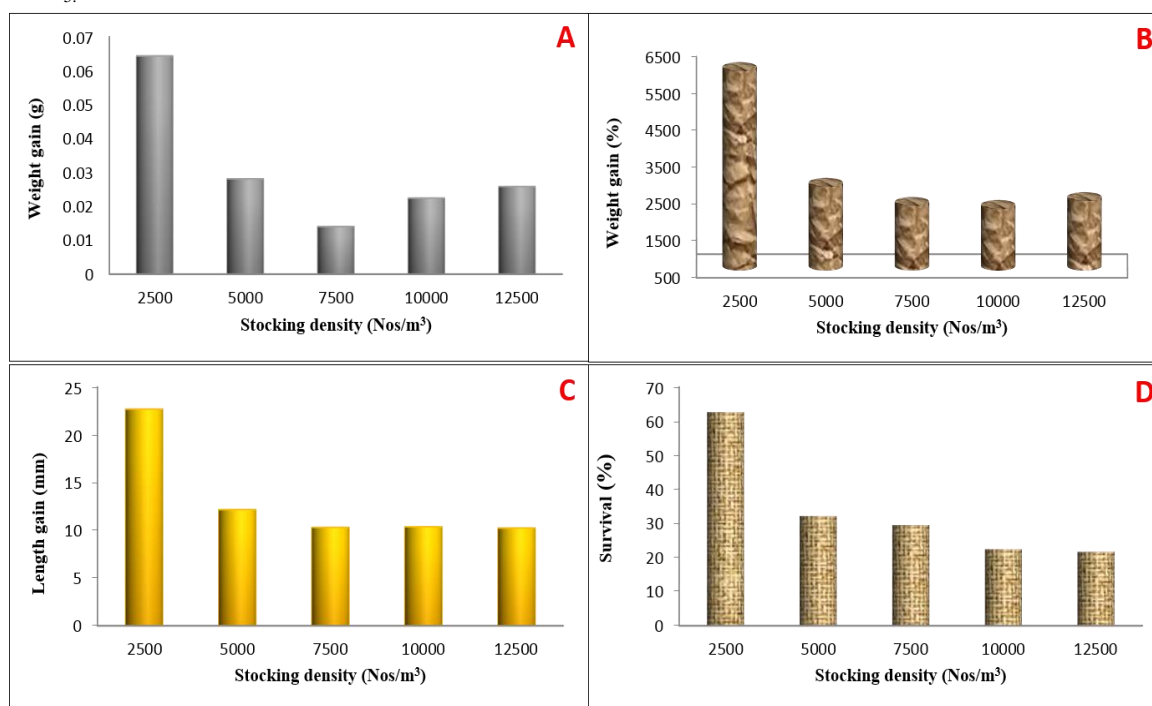 A
Weight gain (g)
0.07
0.06
0.05
0.04
0.03
0.02
0.01
0
2500 5000 7500 10000 12500
Stocking density (Nos/m³)
B
Weight gain (%)
6500
5500
4500
3500
2500
1500
500
2500 5000 7500 10000 12500
Stocking density (Nos/m³)
C
Length gain (mm)
25
20
15
10
5
0
2500 5000 7500 10000 12500
Stocking density (Nos/m³)
D
Survival (%)
70
60
50
40
30
20
10
0
2500 5000 7500 10000 12500
Stocking density (Nos/m³)